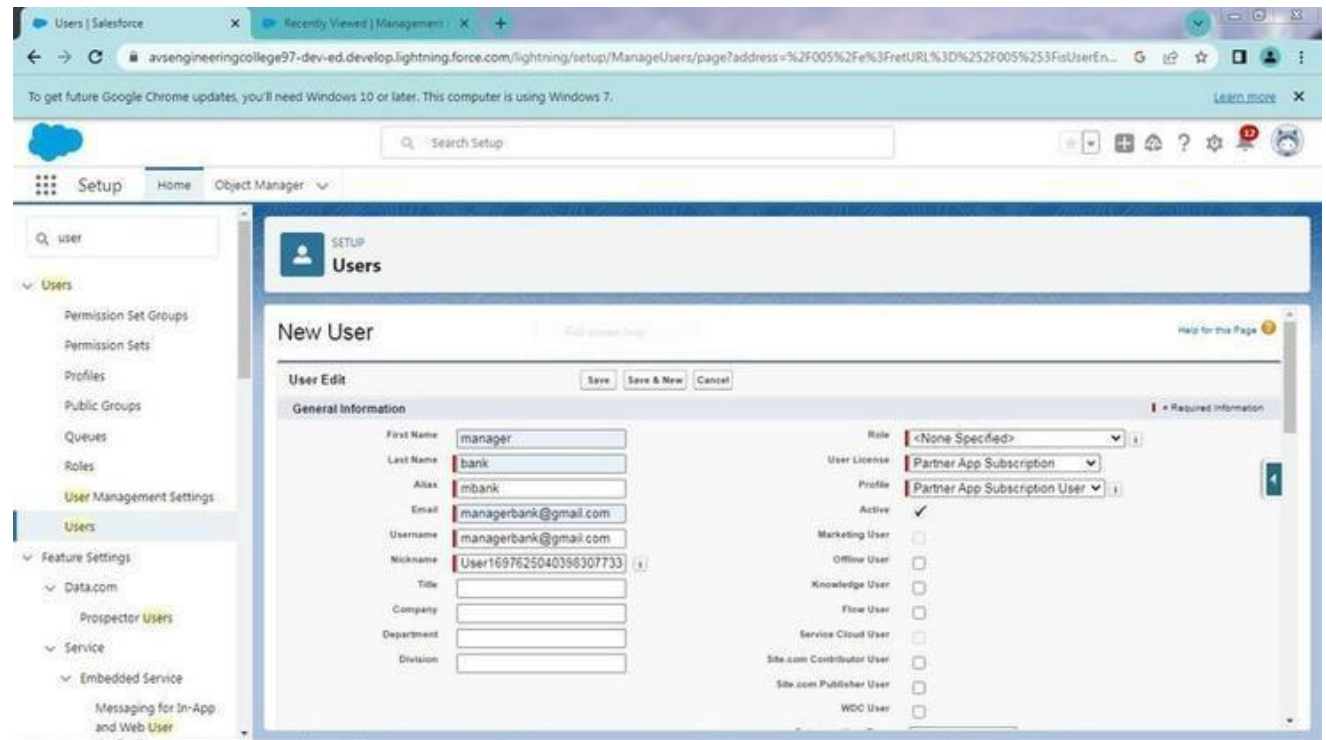 Users | Salesforce
Recently Viewed | Management
avsengineeringcollege97-dev-ed.develop.lightning.force.com/lightning/setup/ManageUsers/page?address=%2F005%2Fe%3FretURL%3D%252F005%253FisUserEn...
To get future Google Chrome updates, you'll need Windows 10 or later. This computer is using Windows 7.
Learn more
Search Setup
12
Setup
Home
Object Manager
user
Users
Permission Set Groups
Permission Sets
Profiles
Public Groups
Queues
Roles
User Management Settings
Users
Feature Settings
Data.com
Prospector Users
Service
Embedded Service
Messaging for In-App
and Web User
SETUP
Users
New User
Help for this Page
User Edit
Save Save & New Cancel
General Information
= Required Information
First Name manager
Last Name bank
Alias mbank
Email managerbank@gmail.com
Username managerbank@gmail.com
Nickname User1697625040398307733
Title
Company
Department
Division
Role <None Specified>
User License Partner App Subscription
Profile Partner App Subscription User
Active
Marketing User
Offline User
Knowledge User
Flow User
Service Cloud User
Site.com Contributor User
Site.com Publisher User
WDC User